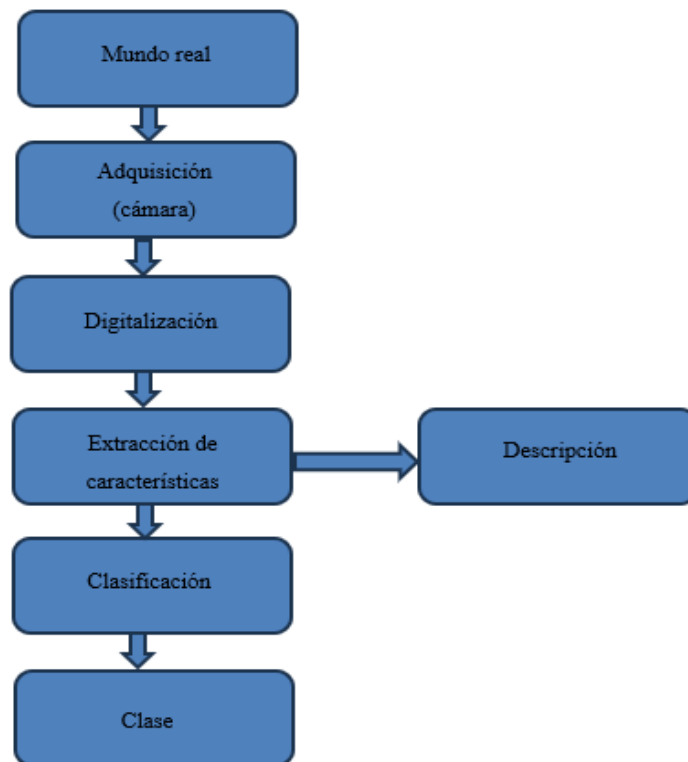 Mundo real
Adquisición
(cámara)
Digitalización
Extracción de
características
Descripción
Clasificación
Clase